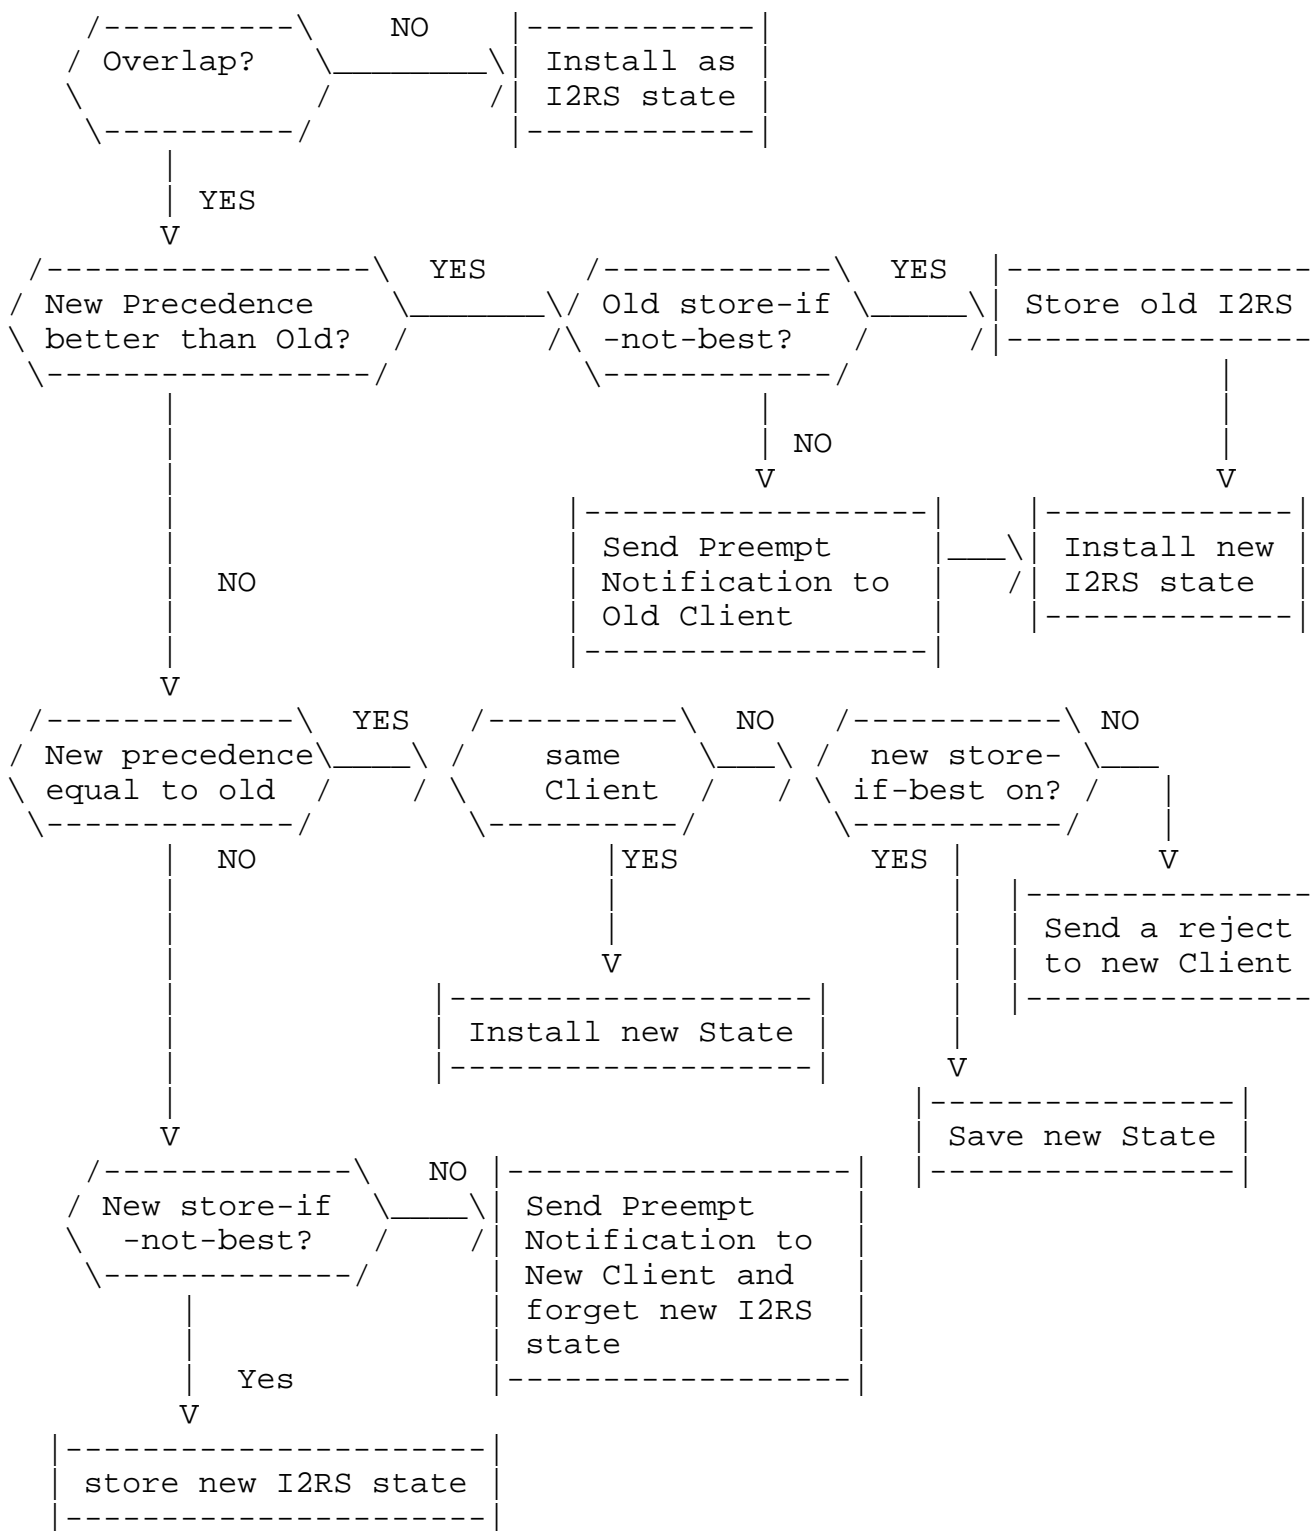 NO
Overlap?
Install as
I2RS state
YES
YES
YES
New Precedence
better than Old?
Old store-if
-not-best?
Store old I2RS
NO
Send Preempt
Notification to
Old Client
Install new
I2RS state
NO
YES
NO
NO
New precedence
equal to old
same
Client
new store-
if-best on?
NO
YES
YES
Send a reject
to new Client
Install new State
Save new State
NO
New store-if
-not-best?
Send Preempt
Notification to
New Client and
forget new I2RS
state
Yes
store new I2RS state